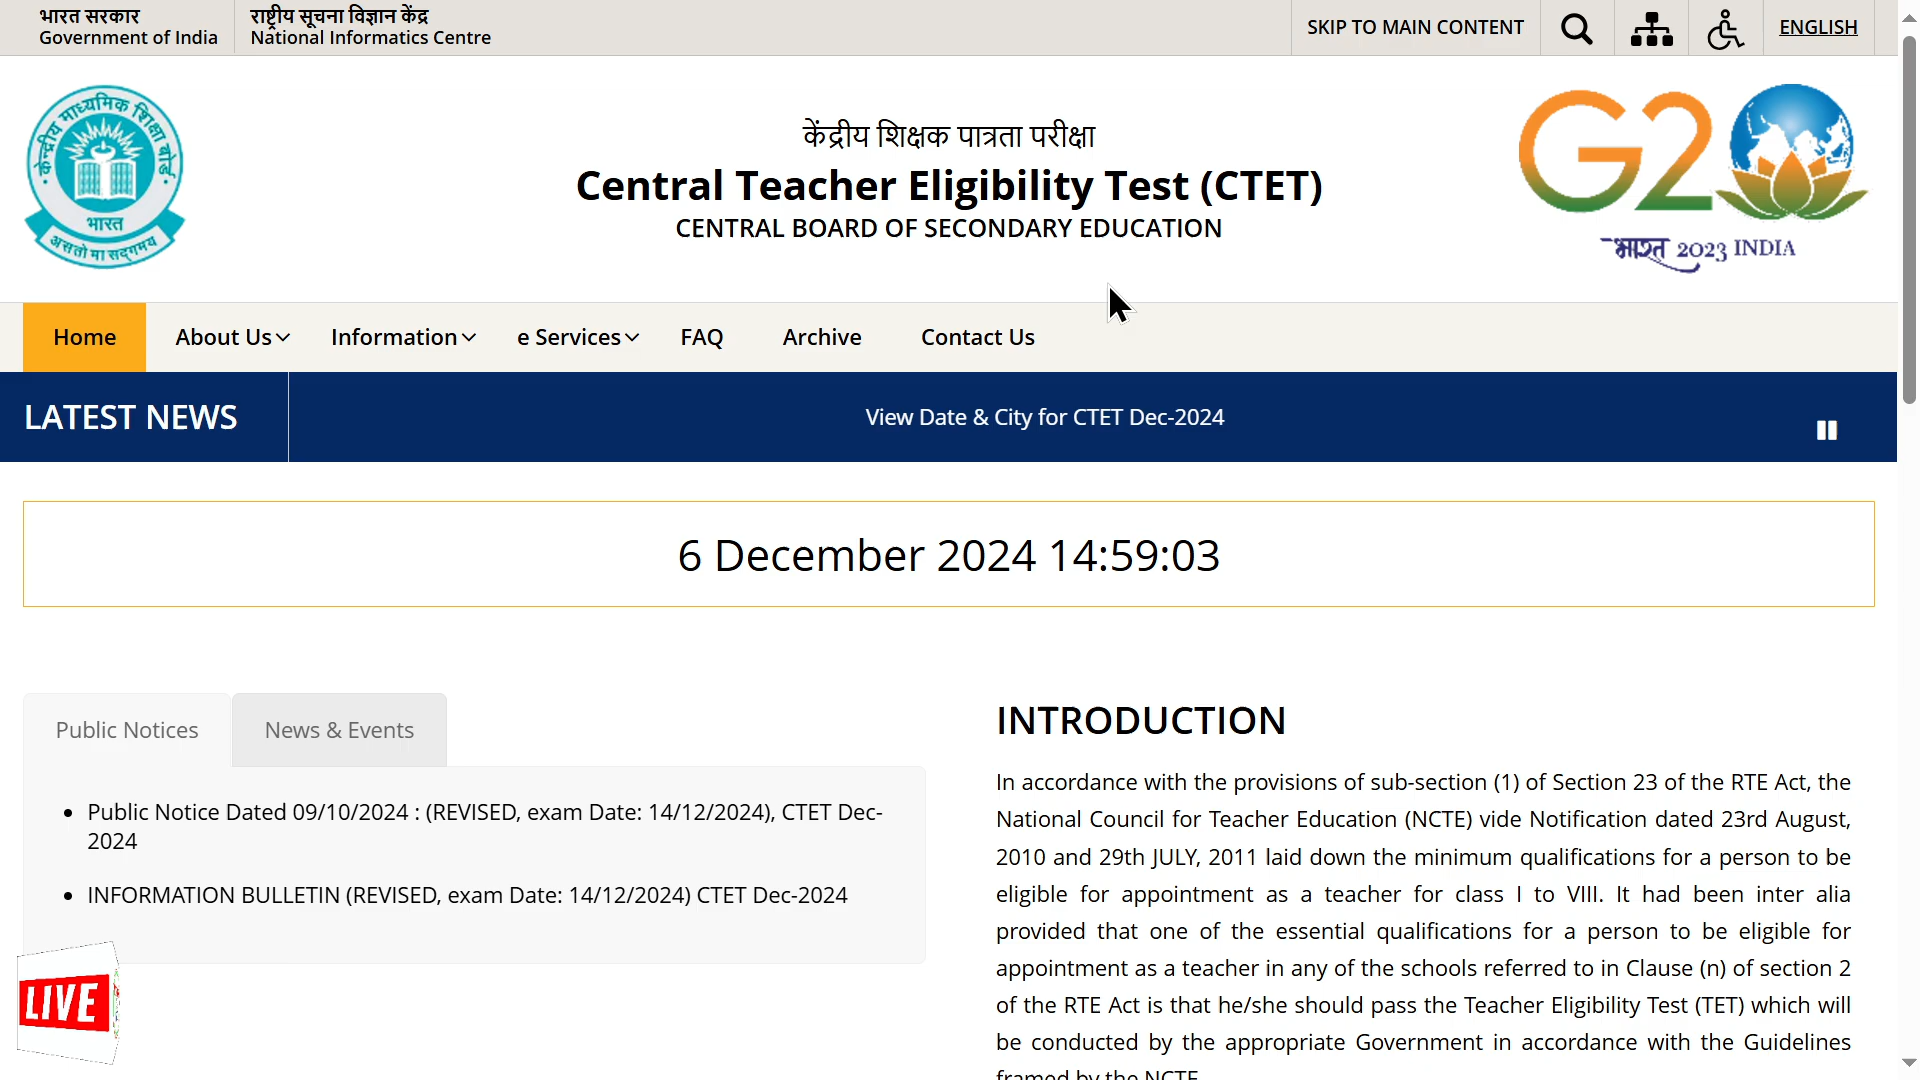 भारत सरकार
Government of India
राष्ट्रीय सूचना विज्ञान केंद्र
National Informatics Centre
SKIP TO MAIN CONTENT
ENGLISH
केन्द्रीय माध्यमिक शिक्षा बोर्ड
भारत
असतो मा सद्गमय
केंद्रीय शिक्षक पात्रता परीक्षा
Central Teacher Eligibility Test (CTET)
CENTRAL BOARD OF SECONDARY EDUCATION
G20
भारत 2023 INDIA
Home
About Us
Information
e Services
FAQ
Archive
Contact Us
LATEST NEWS
View Date & City for CTET Dec-2024
6 December 2024 14:59:03
Public Notices
News & Events
Public Notice Dated 09/10/2024 : (REVISED, exam Date: 14/12/2024), CTET Dec-
2024
INFORMATION BULLETIN (REVISED, exam Date: 14/12/2024) CTET Dec-2024
LIVE
INTRODUCTION
In accordance with the provisions of sub-section (1) of Section 23 of the RTE Act, the
National Council for Teacher Education (NCTE) vide Notification dated 23rd August,
2010 and 29th JULY, 2011 laid down the minimum qualifications for a person to be
eligible for appointment as a teacher for class I to VIII. It had been inter alia
provided that one of the essential qualifications for a person to be eligible for
appointment as a teacher in any of the schools referred to in Clause (n) of section 2
of the RTE Act is that he/she should pass the Teacher Eligibility Test (TET) which will
be conducted by the appropriate Government in accordance with the Guidelines
framed by the NCTE